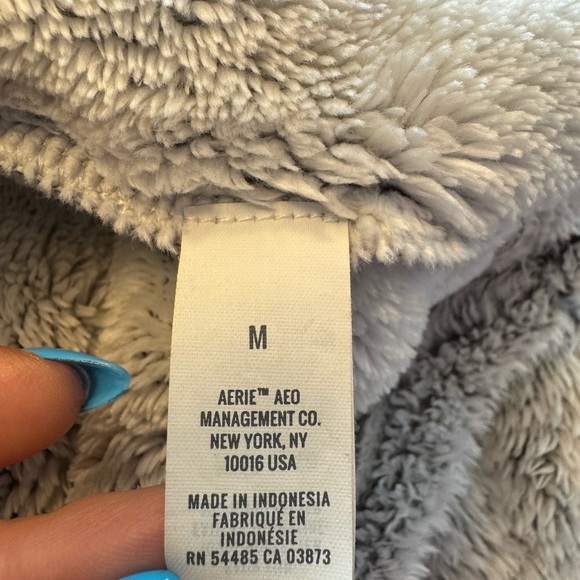 M
AERIE™ AEO
MANAGEMENT CO.
NEW YORK, NY
10016 USA
MADE IN INDONESIA
FABRIQUÉ EN
INDONÉSIE
RN 54485 CA 03873